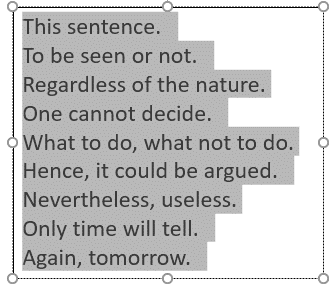 This sentence.
To be seen or not.
Regardless of the nature.
One cannot decide.
What to do, what not to do.
Hence, it could be argued.
Nevertheless, useless.
Only time will tell.
Again, tomorrow.